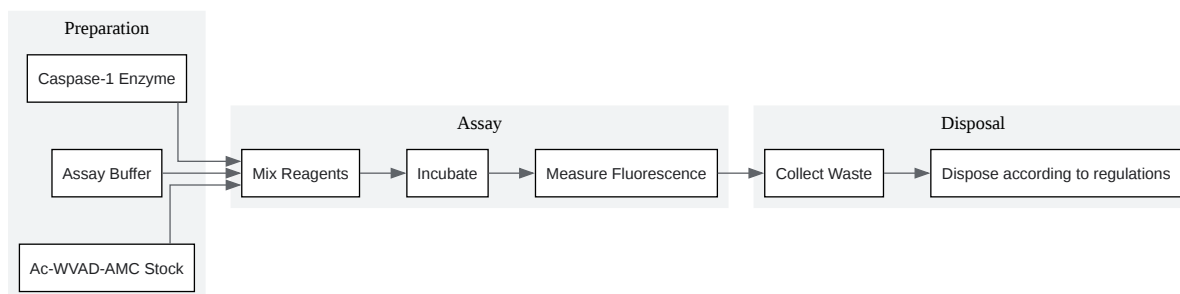 Preparation
Caspase-1 Enzyme
Assay Buffer
Ac-WVAD-AMC Stock
Assay
Mix Reagents
Incubate
Measure Fluorescence
Disposal
Collect Waste
Dispose according to regulations